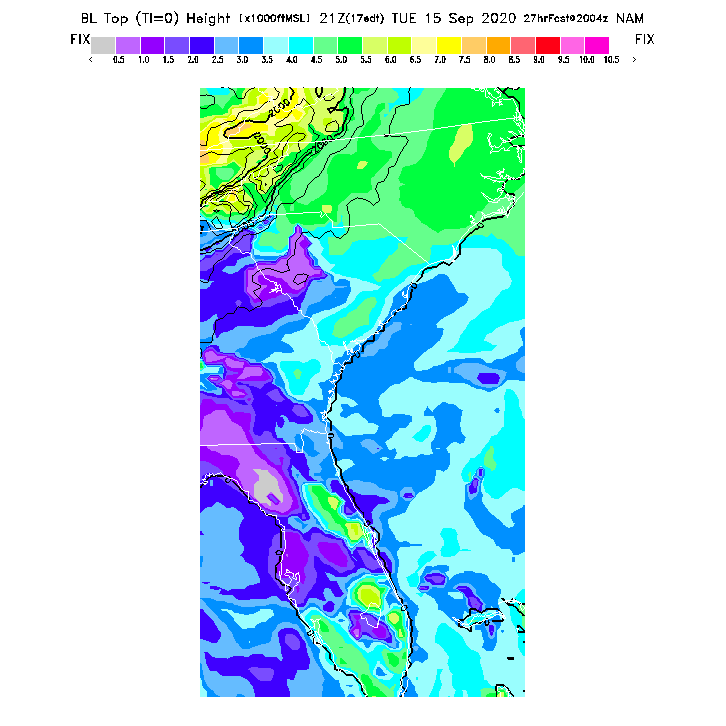 BL Top (TI=0) Height [x1000ftMSL] 21Z(17edt) TUE 15 Sep 2020 27hrFcst@2004z NAM
FIX FIX
< 0.5 1.0 1.5 2.0 2.5 3.0 3.5 4.0 4.5 5.0 5.5 6.0 6.5 7.0 7.5 8.0 8.5 9.0 9.5 10.0 10.5 >
2000
2000